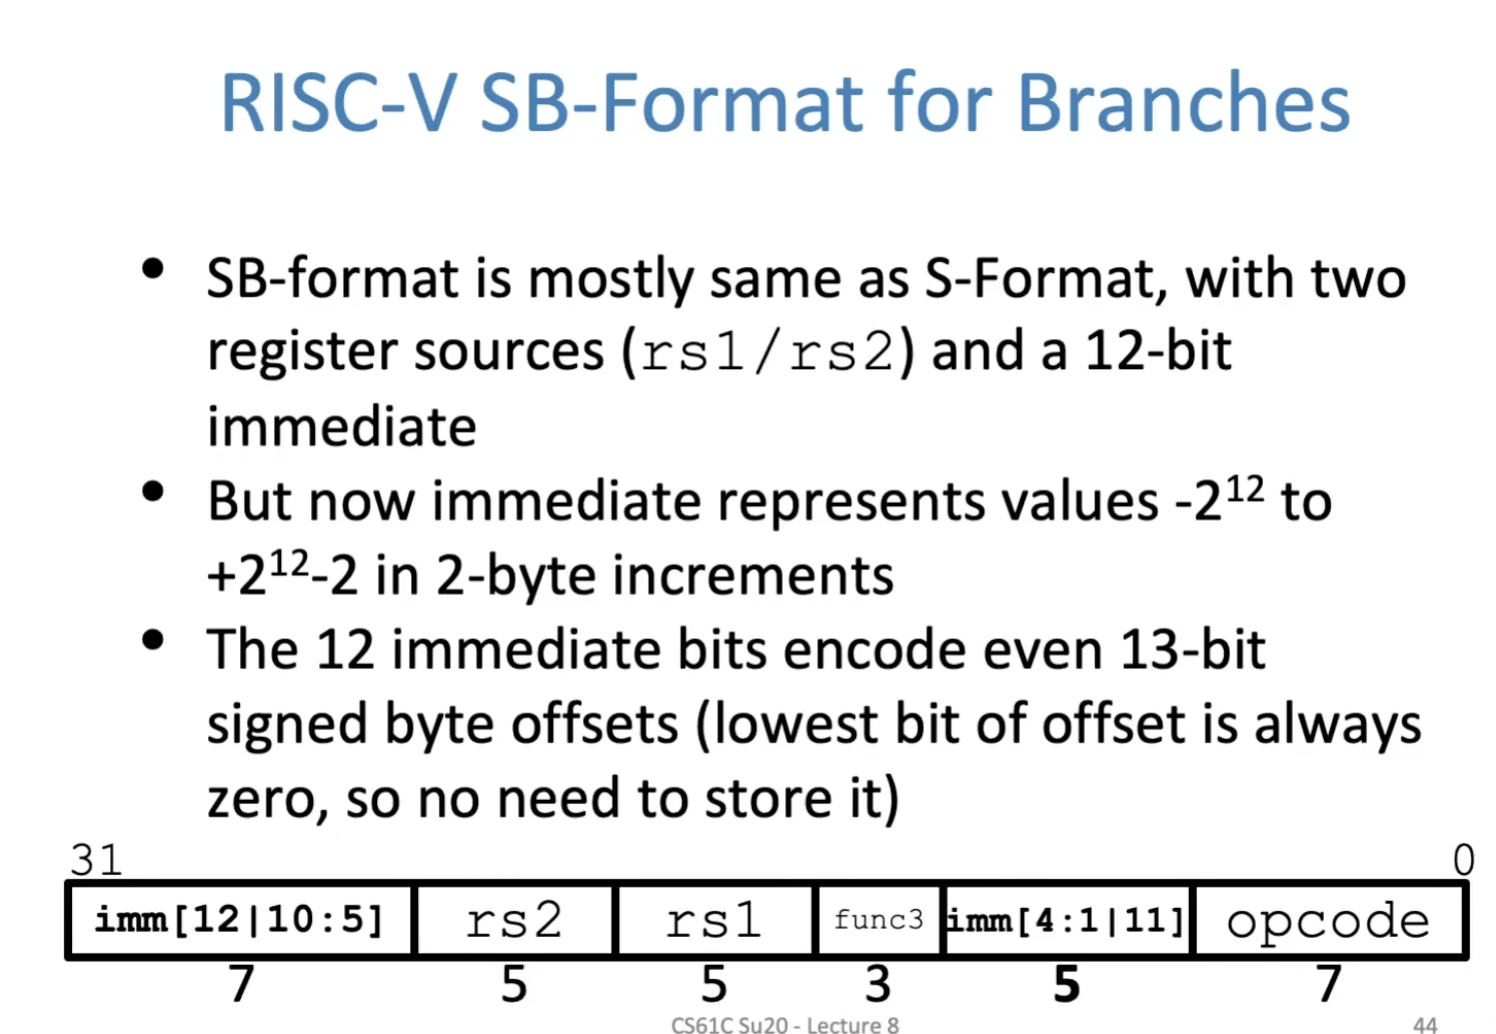 RISC-V SB-Format for Branches
• SB-format is mostly same as S-Format, with two
register sources (rs1/rs2) and a 12-bit
immediate
• But now immediate represents values -2¹² to
+2¹²-2 in 2-byte increments
• The 12 immediate bits encode even 13-bit
signed byte offsets (lowest bit of offset is always
zero, so no need to store it)
31 0
imm[12|10:5] rs2 rs1 func3 imm[4:1|11] opcode
7 5 5 3 5 7
CS61C Su20 - Lecture 8 44